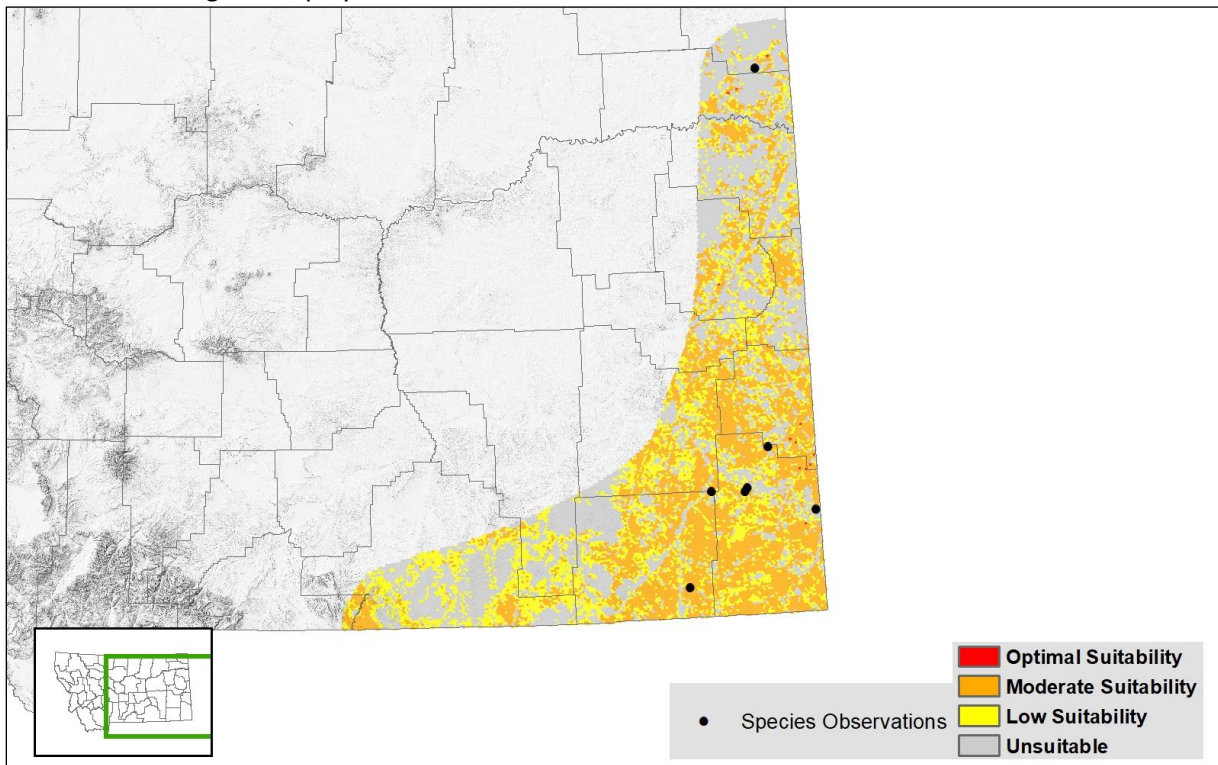 Species Observations
Optimal Suitability
Moderate Suitability
Low Suitability
Unsuitable